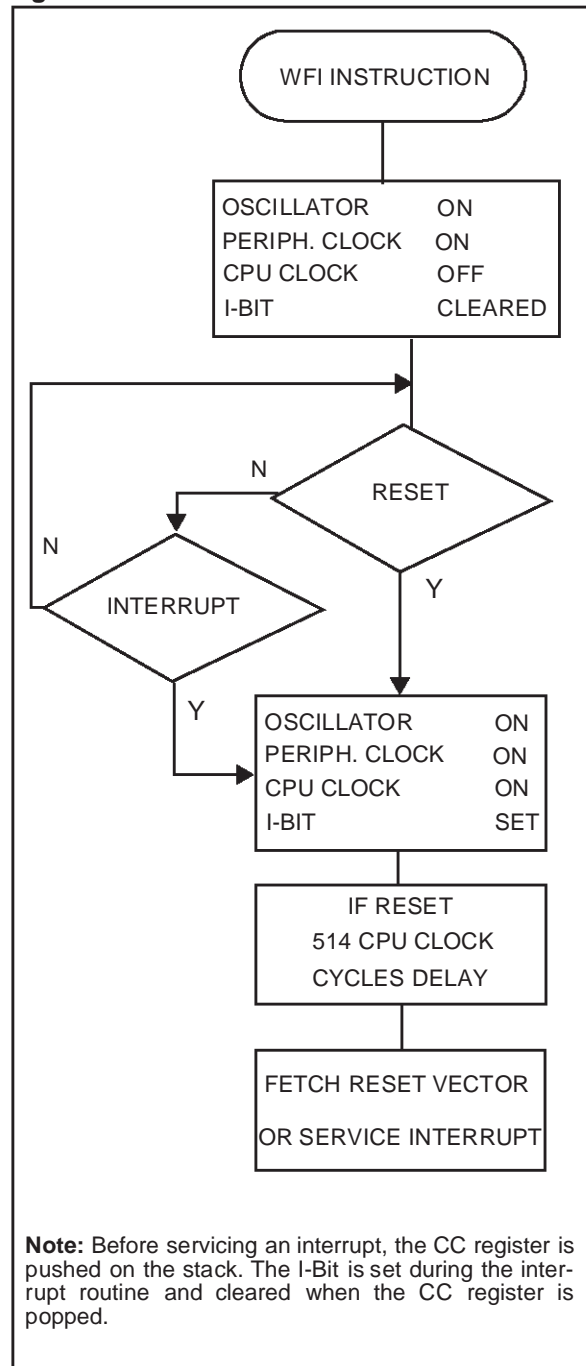 WFI INSTRUCTION
OSCILLATOR ON
PERIPH. CLOCK ON
CPU CLOCK OFF
I-BIT CLEARED
N
RESET
N
Y
INTERRUPT
Y
OSCILLATOR ON
PERIPH. CLOCK ON
CPU CLOCK ON
I-BIT SET
IF RESET
514 CPU CLOCK
CYCLES DELAY
FETCH RESET VECTOR
OR SERVICE INTERRUPT
Note: Before servicing an interrupt, the CC register is
pushed on the stack. The I-Bit is set during the inter-
rupt routine and cleared when the CC register is
popped.